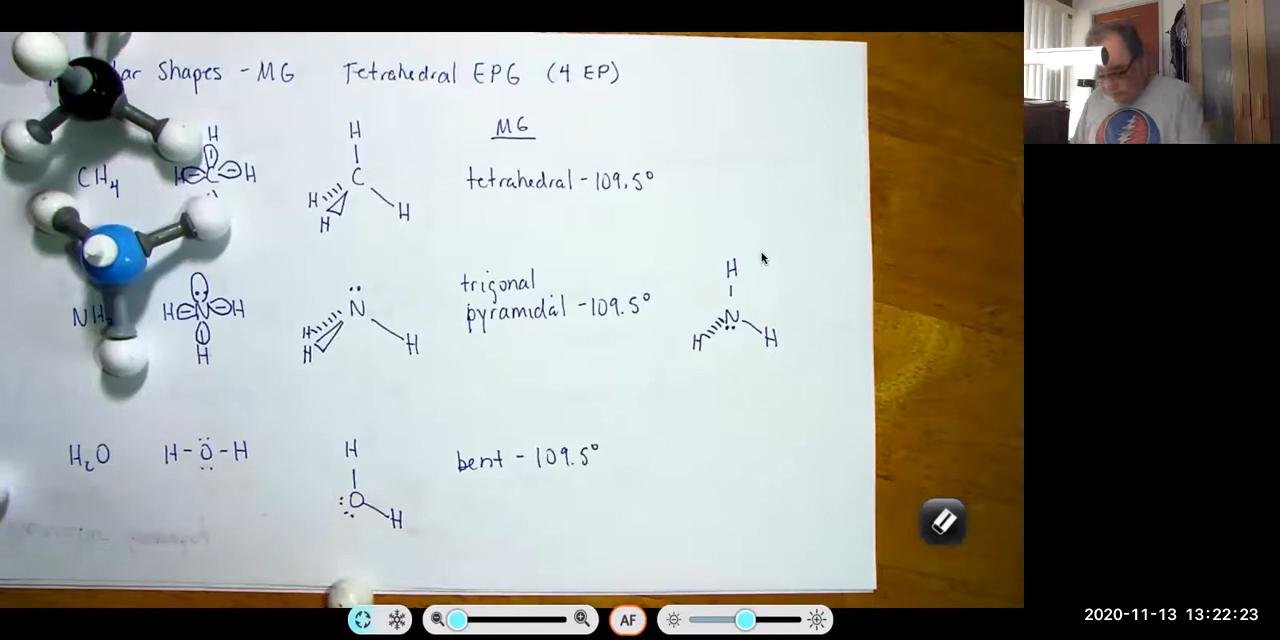 Shapes - MG Tetrahedral EPG (4 EP)
MG
H
H C H
H
C
H
H
H
CH4
tetrahedral - 109.5°
H
N
H
H
trigonal
pyramidal - 109.5°
NH
H N H
H
N
H
H
H
H2O
H - O - H
H
O
H
bent - 109.5°
AF
2020-11-13 13:22:23